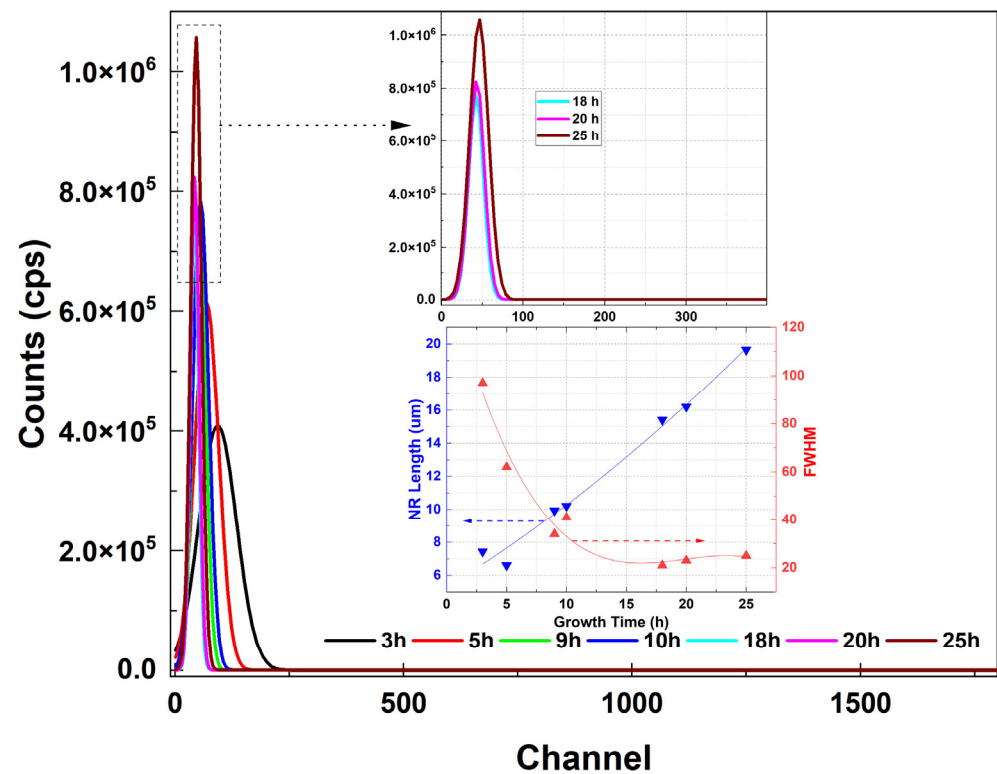 1.0×10⁶
8.0×10⁵
6.0×10⁵
4.0×10⁵
2.0×10⁵
0.0
Counts (cps)
0 500 1000 1500
Channel
1.0×10⁶
8.0×10⁵
6.0×10⁵
4.0×10⁵
2.0×10⁵
0.0
18 h
20 h
25 h
0 100 200 300
20
18
16
14
12
10
8
6
NR Length (um)
120
100
80
60
40
20
FWHM
0 5 10 15 20 25
Growth Time (h)
3h 5h 9h 10h 18h 20h 25h